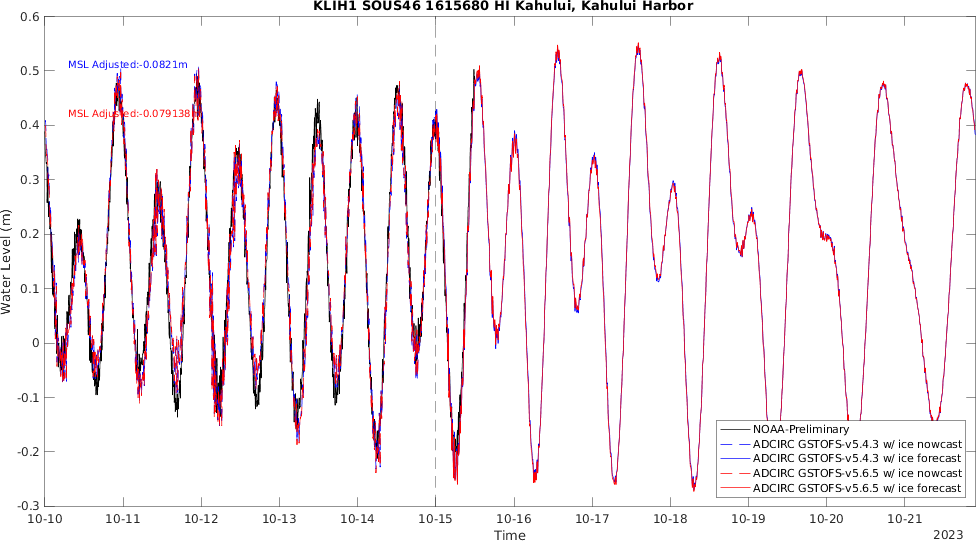 KLIH1 SOUS46 1615680 HI Kahului, Kahului Harbor
0.6
0.5
0.4
0.3
0.2
0.1
0
-0.1
-0.2
-0.3
Water Level (m)
MSL Adjusted:-0.0821m
MSL Adjusted:-0.079138m
NOAA-Preliminary
ADCIRC GSTOFS-v5.4.3 w/ ice nowcast
ADCIRC GSTOFS-v5.4.3 w/ ice forecast
ADCIRC GSTOFS-v5.6.5 w/ ice nowcast
ADCIRC GSTOFS-v5.6.5 w/ ice forecast
10-10 10-11 10-12 10-13 10-14 10-15 10-16 10-17 10-18 10-19 10-20 10-21
Time
2023